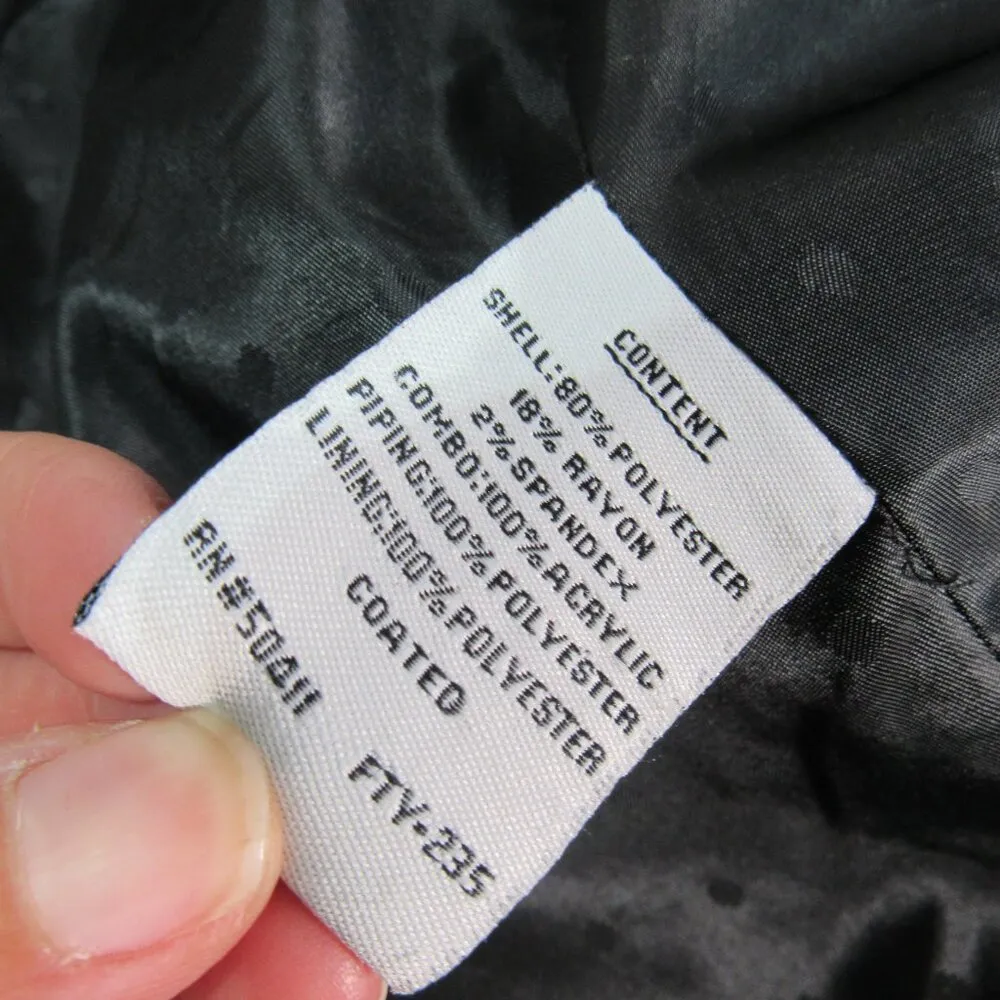 CONTENT
SHELL:80% POLYESTER
18% RAYON
2% SPANDEX
COMBO:100% ACRYLIC
PIPING:100% POLYESTER
LINING:100% POLYESTER
COATED
RN#50411
FTY-235